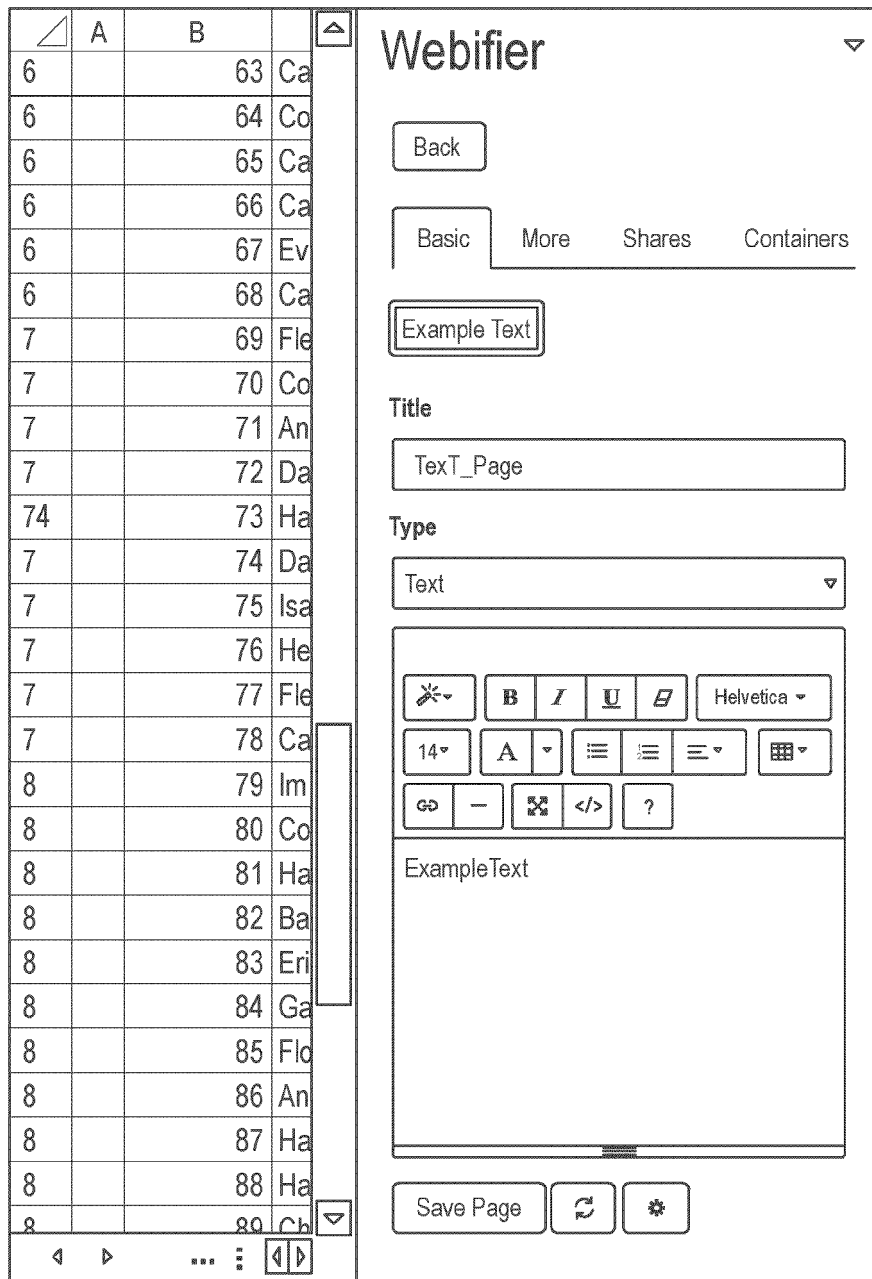 A B
6 63 Ca
6 64 Co
6 65 Ca
6 66 Ca
6 67 Ev
6 68 Ca
7 69 Fle
7 70 Co
7 71 An
7 72 Da
74 73 Ha
7 74 Da
7 75 Isa
7 76 He
7 77 Fle
7 78 Ca
8 79 Im
8 80 Co
8 81 Ha
8 82 Ba
8 83 Eri
8 84 Ga
8 85 Flo
8 86 An
8 87 Ha
8 88 Ha
8 89 Ch
...
Webifier
Back
Basic More Shares Containers
Example Text
Title
TexT_Page
Type
Text
B I U Helvetica
14 A
</> ?
ExampleText
Save Page